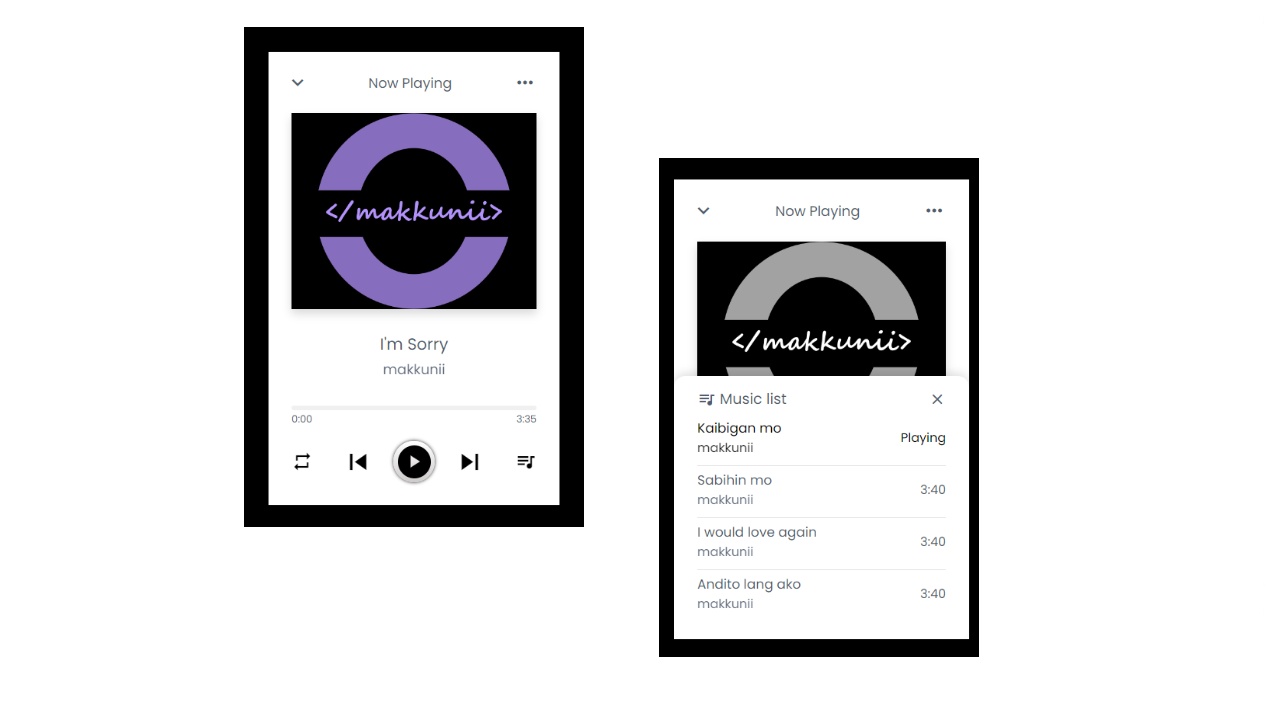 Now Playing
</makkunii>
I'm Sorry
makkunii
0:00 3:35
Now Playing
</makkunii>
Music list
Kaibigan mo
makkunii
Playing
Sabihin mo
makkunii
3:40
I would love again
makkunii
3:40
Andito lang ako
makkunii
3:40